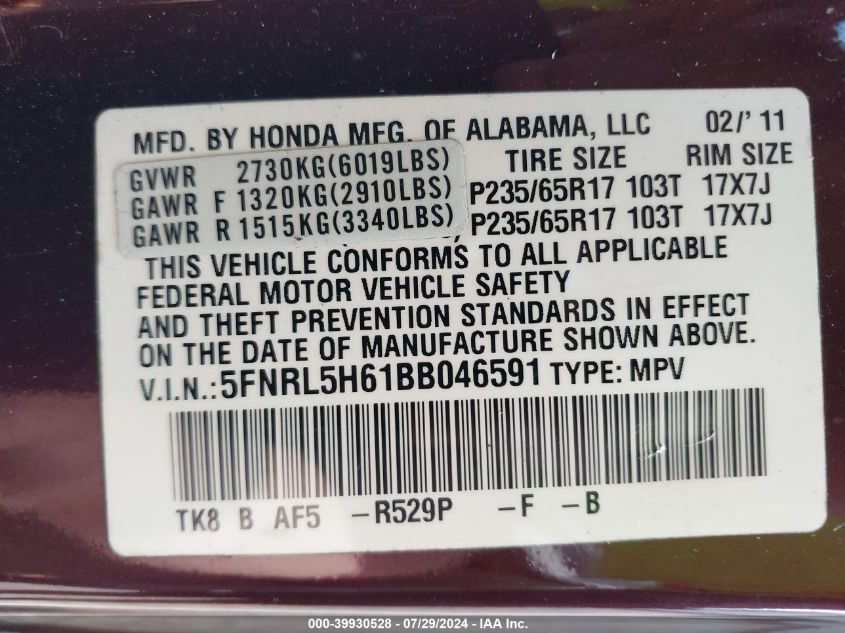 MFD. BY HONDA MFG. OF ALABAMA, LLC 02/'11
GVWR 2730KG(6019LBS) TIRE SIZE RIM SIZE
GAWR F 1320KG(2910LBS) P235/65R17 103T 17X7J
GAWR R 1515KG(3340LBS) P235/65R17 103T 17X7J
THIS VEHICLE CONFORMS TO ALL APPLICABLE
FEDERAL MOTOR VEHICLE SAFETY
AND THEFT PREVENTION STANDARDS IN EFFECT
ON THE DATE OF MANUFACTURE SHOWN ABOVE.
V.I.N.:5FNRL5H61BB046591 TYPE: MPV
TK8 B AF5 -R529P -F -B
000-39930528 - 07/29/2024 - IAA Inc.